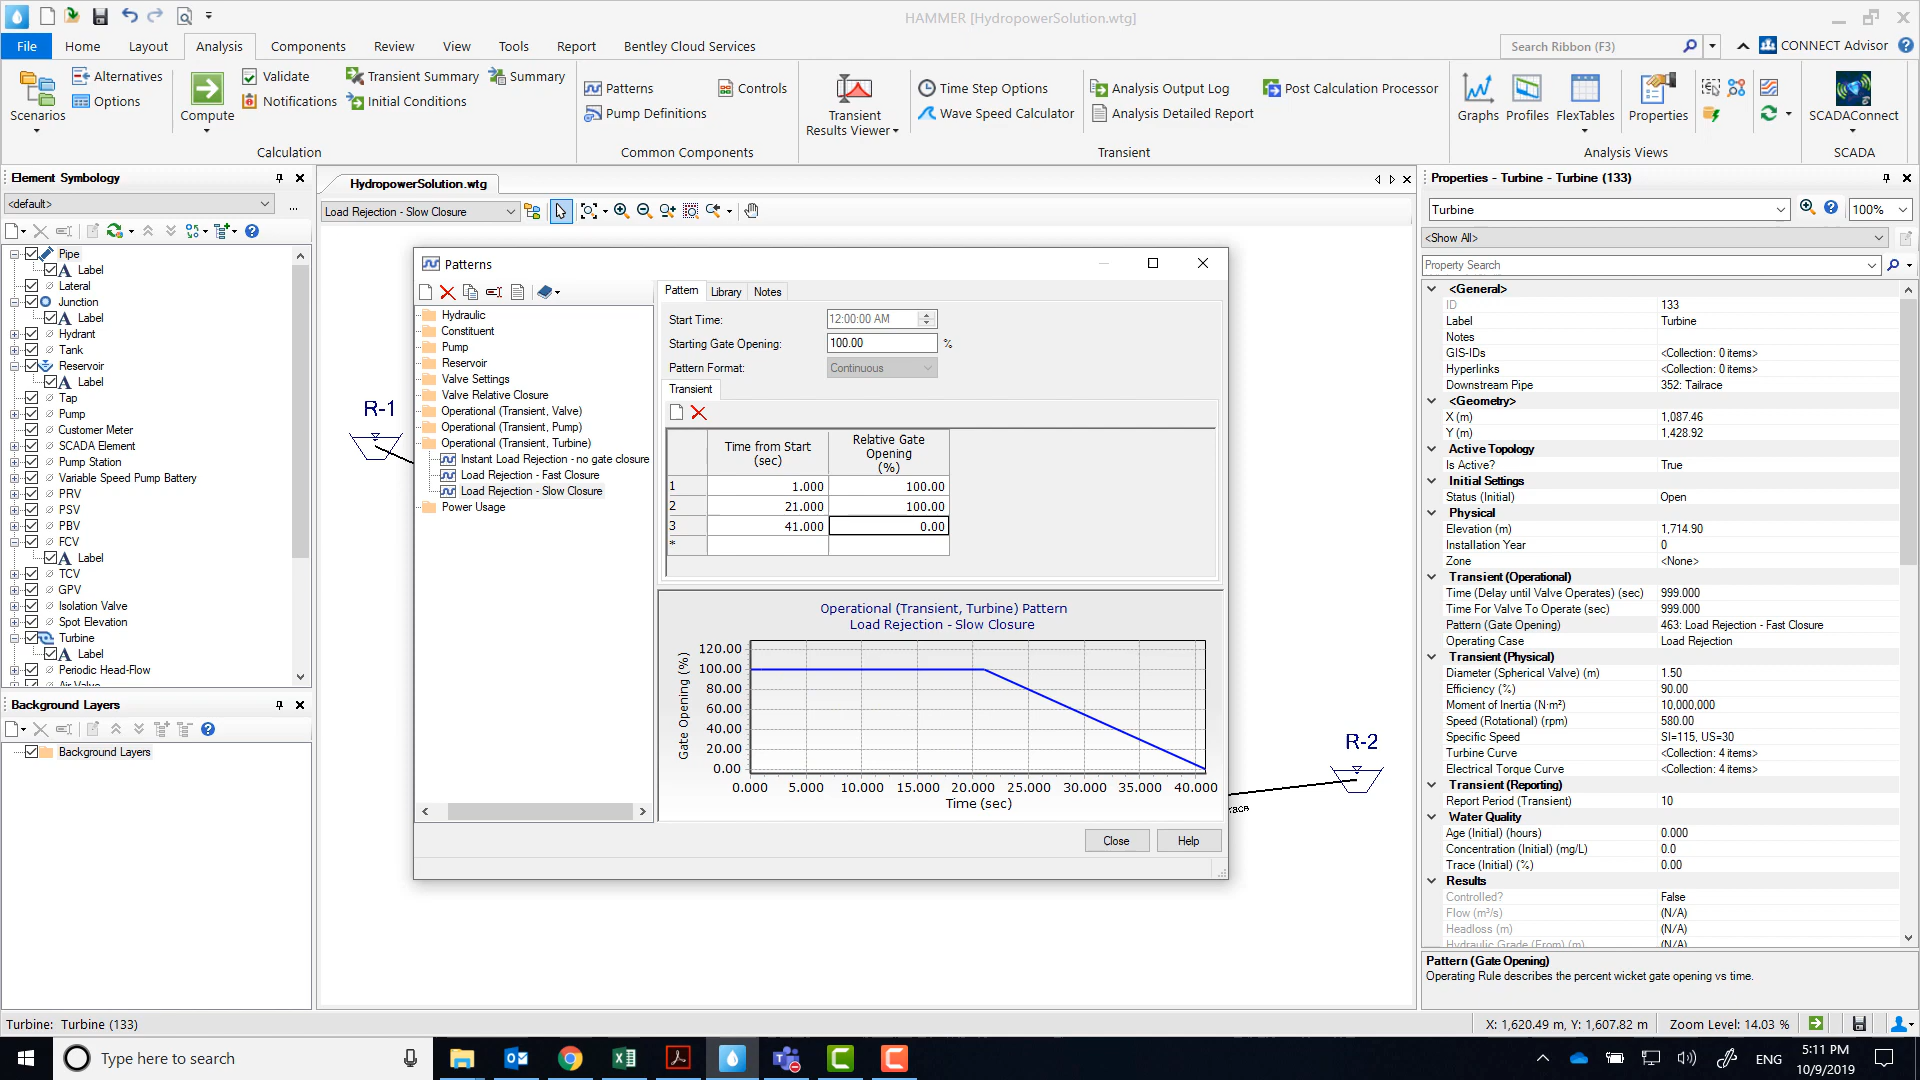 HAMMER [HydropowerSolution.wtg]
File Home Layout Analysis Components Review View Tools Report Bentley Cloud Services Search Ribbon (F3) CONNECT Advisor
Scenarios
Alternatives
Options
Compute
Validate
Notifications
Transient Summary
Initial Conditions
Summary
Calculation
Patterns
Pump Definitions
Controls
Common Components
Transient
Results Viewer
Time Step Options
Wave Speed Calculator
Analysis Output Log
Analysis Detailed Report
Post Calculation Processor
Transient
Graphs Profiles FlexTables Properties
Analysis Views
SCADAConnect
SCADA
Element Symbology
<default>
...
Pipe
Label
Lateral
Junction
Label
Hydrant
Tank
Reservoir
Label
Tap
Pump
Customer Meter
SCADA Element
Pump Station
Variable Speed Pump Battery
PRV
PSV
PBV
FCV
Label
TCV
GPV
Isolation Valve
Spot Elevation
Turbine
Label
Periodic Head-Flow
Air Valve
Background Layers
Background Layers
HydropowerSolution.wtg
Load Rejection - Slow Closure
R-1
R-2
Patterns
Hydraulic
Constituent
Pump
Reservoir
Valve Settings
Valve Relative Closure
Operational (Transient, Valve)
Operational (Transient, Pump)
Operational (Transient, Turbine)
Instant Load Rejection - no gate closure
Load Rejection - Fast Closure
Load Rejection - Slow Closure
Power Usage
Pattern Library Notes
Start Time: 12:00:00 AM
Starting Gate Opening: 100.00 %
Pattern Format: Continuous
Transient
Time from Start (sec) Relative Gate Opening (%)
1 1.000 100.00
2 21.000 100.00
3 41.000 0.00
*
Operational (Transient, Turbine) Pattern
Load Rejection - Slow Closure
Gate Opening (%)
120.00
100.00
80.00
60.00
40.00
20.00
0.00
0.000 5.000 10.000 15.000 20.000 25.000 30.000 35.000 40.000
Time (sec)
Close Help
Properties - Turbine - Turbine (133)
Turbine 100%
<Show All>
Property Search
<General>
ID 133
Label Turbine
Notes
GIS-IDs <Collection: 0 items>
Hyperlinks <Collection: 0 items>
Downstream Pipe 352: Tailrace
<Geometry>
X (m) 1,087.46
Y (m) 1,428.92
Active Topology
Is Active? True
Initial Settings
Status (Initial) Open
Physical
Elevation (m) 1,714.90
Installation Year 0
Zone <None>
Transient (Operational)
Time (Delay until Valve Operates) (sec) 999.000
Time For Valve To Operate (sec) 999.000
Pattern (Gate Opening) 463: Load Rejection - Fast Closure
Operating Case Load Rejection
Transient (Physical)
Diameter (Spherical Valve) (m) 1.50
Efficiency (%) 90.00
Moment of Inertia (N·m²) 10,000,000
Speed (Rotational) (rpm) 580.00
Specific Speed SI=115, US=30
Turbine Curve <Collection: 4 items>
Electrical Torque Curve <Collection: 4 items>
Transient (Reporting)
Report Period (Transient) 10
Water Quality
Age (Initial) (hours) 0.000
Concentration (Initial) (mg/L) 0.0
Trace (Initial) (%) 0.00
Results
Controlled? False
Flow (m³/s) (N/A)
Headloss (m) (N/A)
Hydraulic Grade (From) (m) (N/A)
Pattern (Gate Opening)
Operating Rule describes the percent wicket gate opening vs time.
Turbine: Turbine (133) X: 1,620.49 m, Y: 1,607.82 m Zoom Level: 14.03 %
Type here to search ENG 5:11 PM
10/9/2019